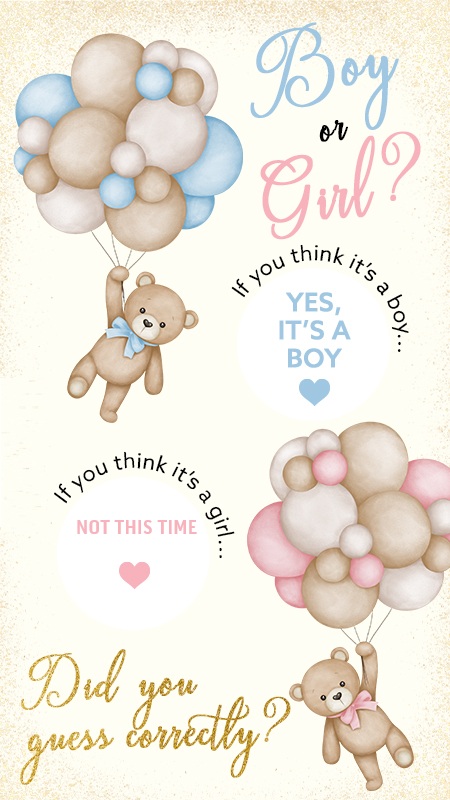 Boy
or
Girl?
If you think it's a boy...
YES,
IT'S A
BOY
If you think it's a girl...
NOT THIS TIME
Did you
guess correctly?